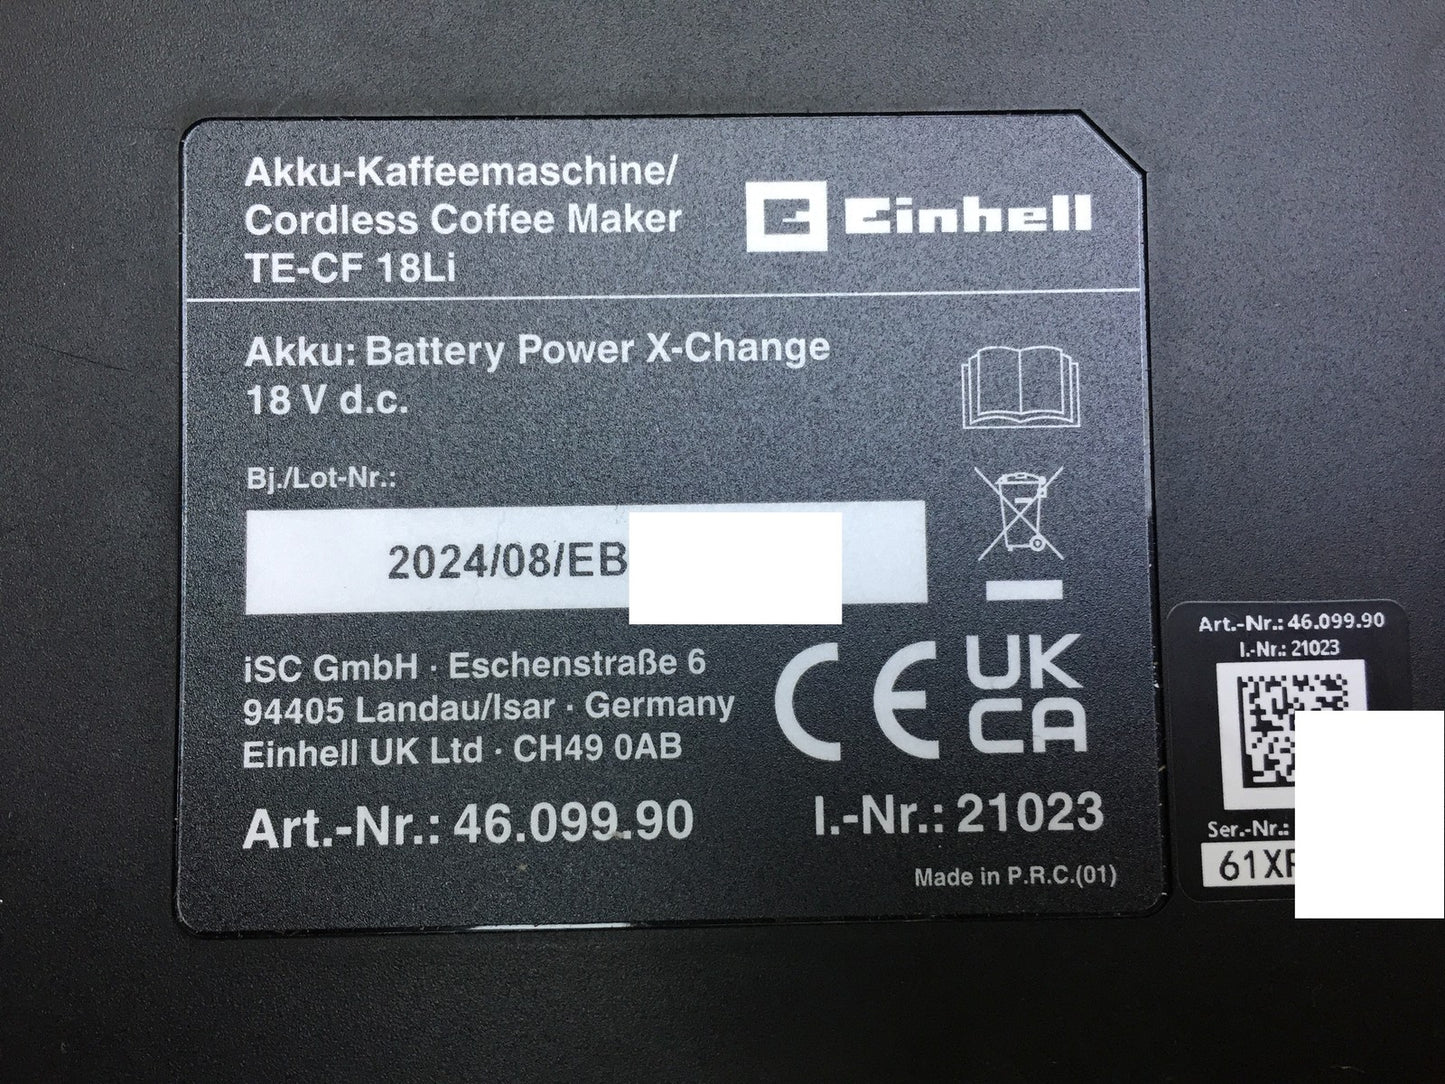 Akku-Kaffeemaschine/
Cordless Coffee Maker
TE-CF 18Li
Einhell
Akku: Battery Power X-Change
18 V d.c.
Bj./Lot-Nr.:
2024/08/EB
iSC GmbH · Eschenstraße 6
94405 Landau/Isar · Germany
Einhell UK Ltd · CH49 0AB
CE
UK
CA
Art.-Nr.: 46.099.90
I.-Nr.: 21023
Made in P.R.C.(01)
Art.-Nr.: 46.099.90
I.-Nr.: 21023
Ser.-Nr.:
61XF